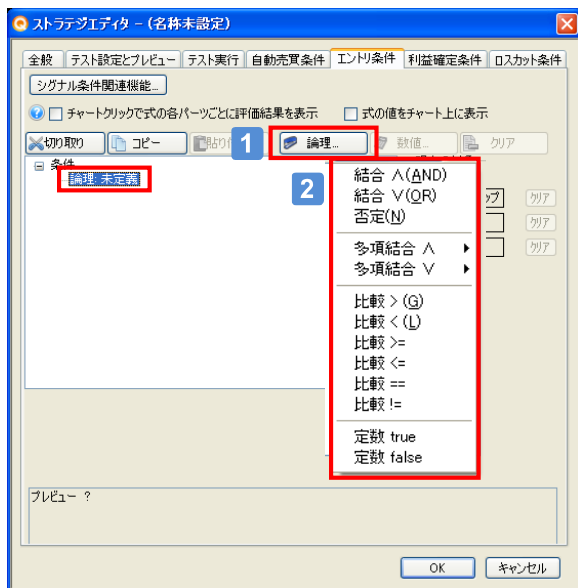 ストラテジエディタ - (名称未設定)
全般 テスト設定とプレビュー テスト実行 自動売買条件 エントリ条件 利益確定条件 ロスカット条件
シグナル条件関連機能...
チャートクリックで式の各パーツごとに評価結果を表示 式の値をチャート上に表示
切り取り コピー 貼り 1 論理... 数値... クリア
条件
論理 未定義
2
結合 ∧(AND)
結合 ∨(OR)
否定(N)
多項結合 ∧
多項結合 ∨
比較 > (G)
比較 < (L)
比較 >=
比較 <=
比較 ==
比較 !=
定数 true
定数 false
クリア
クリア
クリア
プレビュー ?
OK キャンセル